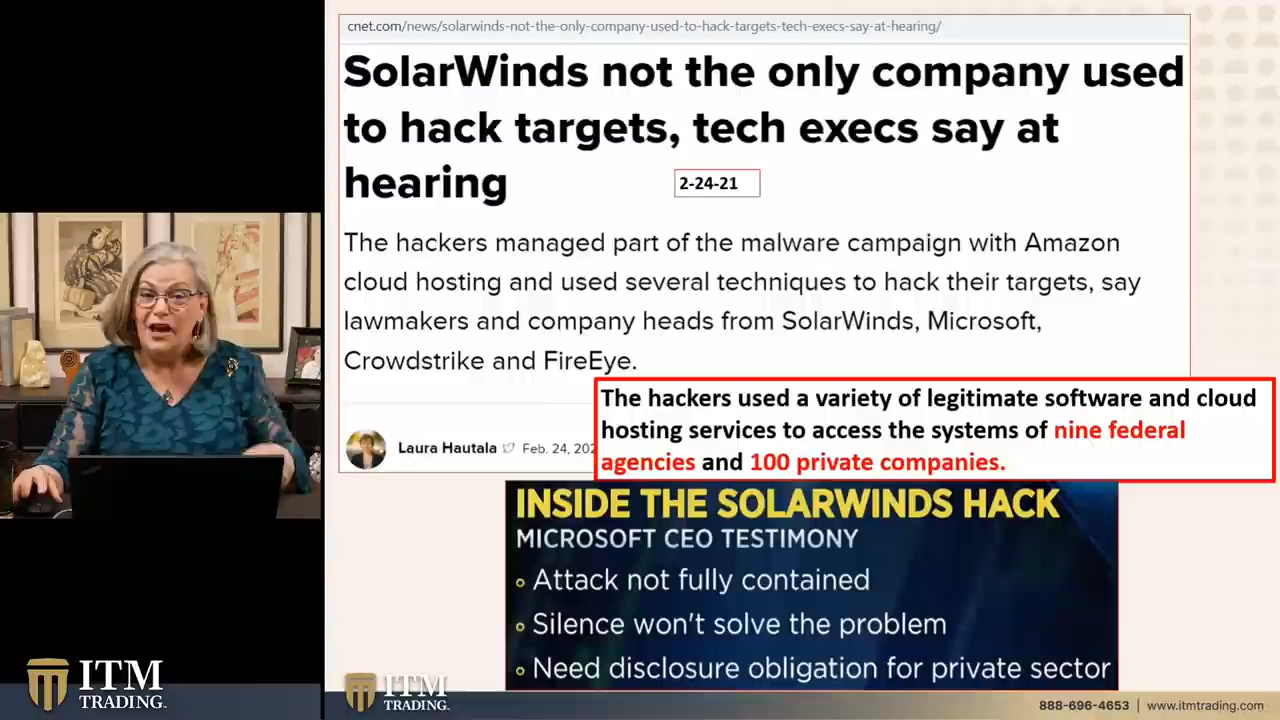 cnet.com/news/solarwinds-not-the-only-company-used-to-hack-targets-tech-execs-say-at-hearing/
SolarWinds not the only company used
to hack targets, tech execs say at
hearing
2-24-21
The hackers managed part of the malware campaign with Amazon
cloud hosting and used several techniques to hack their targets, say
lawmakers and company heads from SolarWinds, Microsoft,
Crowdstrike and FireEye.
The hackers used a variety of legitimate software and cloud
hosting services to access the systems of nine federal
agencies and 100 private companies.
Laura Hautala Feb. 24, 202
INSIDE THE SOLARWINDS HACK
MICROSOFT CEO TESTIMONY
Attack not fully contained
Silence won't solve the problem
Need disclosure obligation for private sector
ITM
TRADING.
ITM
TRADING.
888-696-4653 | www.itmtrading.com